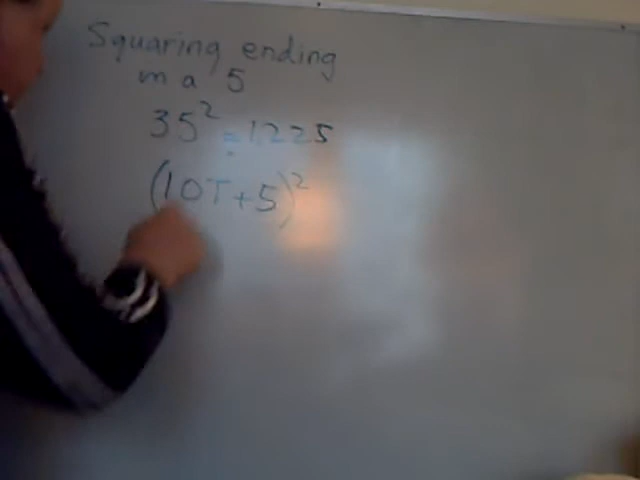 Squaring ending
in a 5
35² = 1225
(10T+5)²